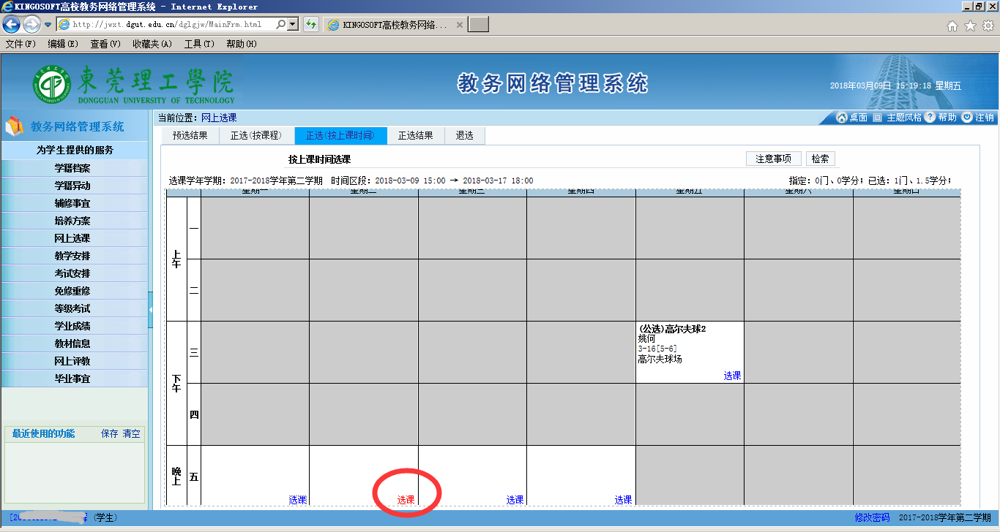 KINGOSOFT高校教务网络管理系统 - Internet Explorer
http://jwxt.dgut.edu.cn/dglgjw/MainFrm.html
KINGOSOFT高校教务网络...
文件(F) 编辑(E) 查看(V) 收藏夹(A) 工具(T) 帮助(H)
東莞理工學院
DONGGUAN UNIVERSITY OF TECHNOLOGY
教务网络管理系统
2018年03月09日 15:19:18 星期五
教务网络管理系统
当前位置：网上选课
桌面 主题风格 帮助 注销
预选结果 正选(按课程) 正选(按上课时间) 正选结果 退选
为学生提供的服务
学籍档案
学籍异动
辅修事宜
培养方案
网上选课
教学安排
考试安排
免修重修
等级考试
学业成绩
教材信息
网上评教
毕业事宜
最近使用的功能 保存 清空
按上课时间选课
注意事项 检索
选课学年学期：2017-2018学年第二学期 时间区段：2018-03-09 15:00 → 2018-03-17 18:00
指定：0门、0学分；已选：1门、1.5学分；
星期一 星期二 星期三 星期四 星期五 星期六 星期日
上午
一
二
下午
三
(公选)高尔夫球2
姚何
3-16[5-6]
高尔夫球场
选课
四
晚上
五
选课 选课 选课 选课
(学生)
修改密码 2017-2018学年第二学期